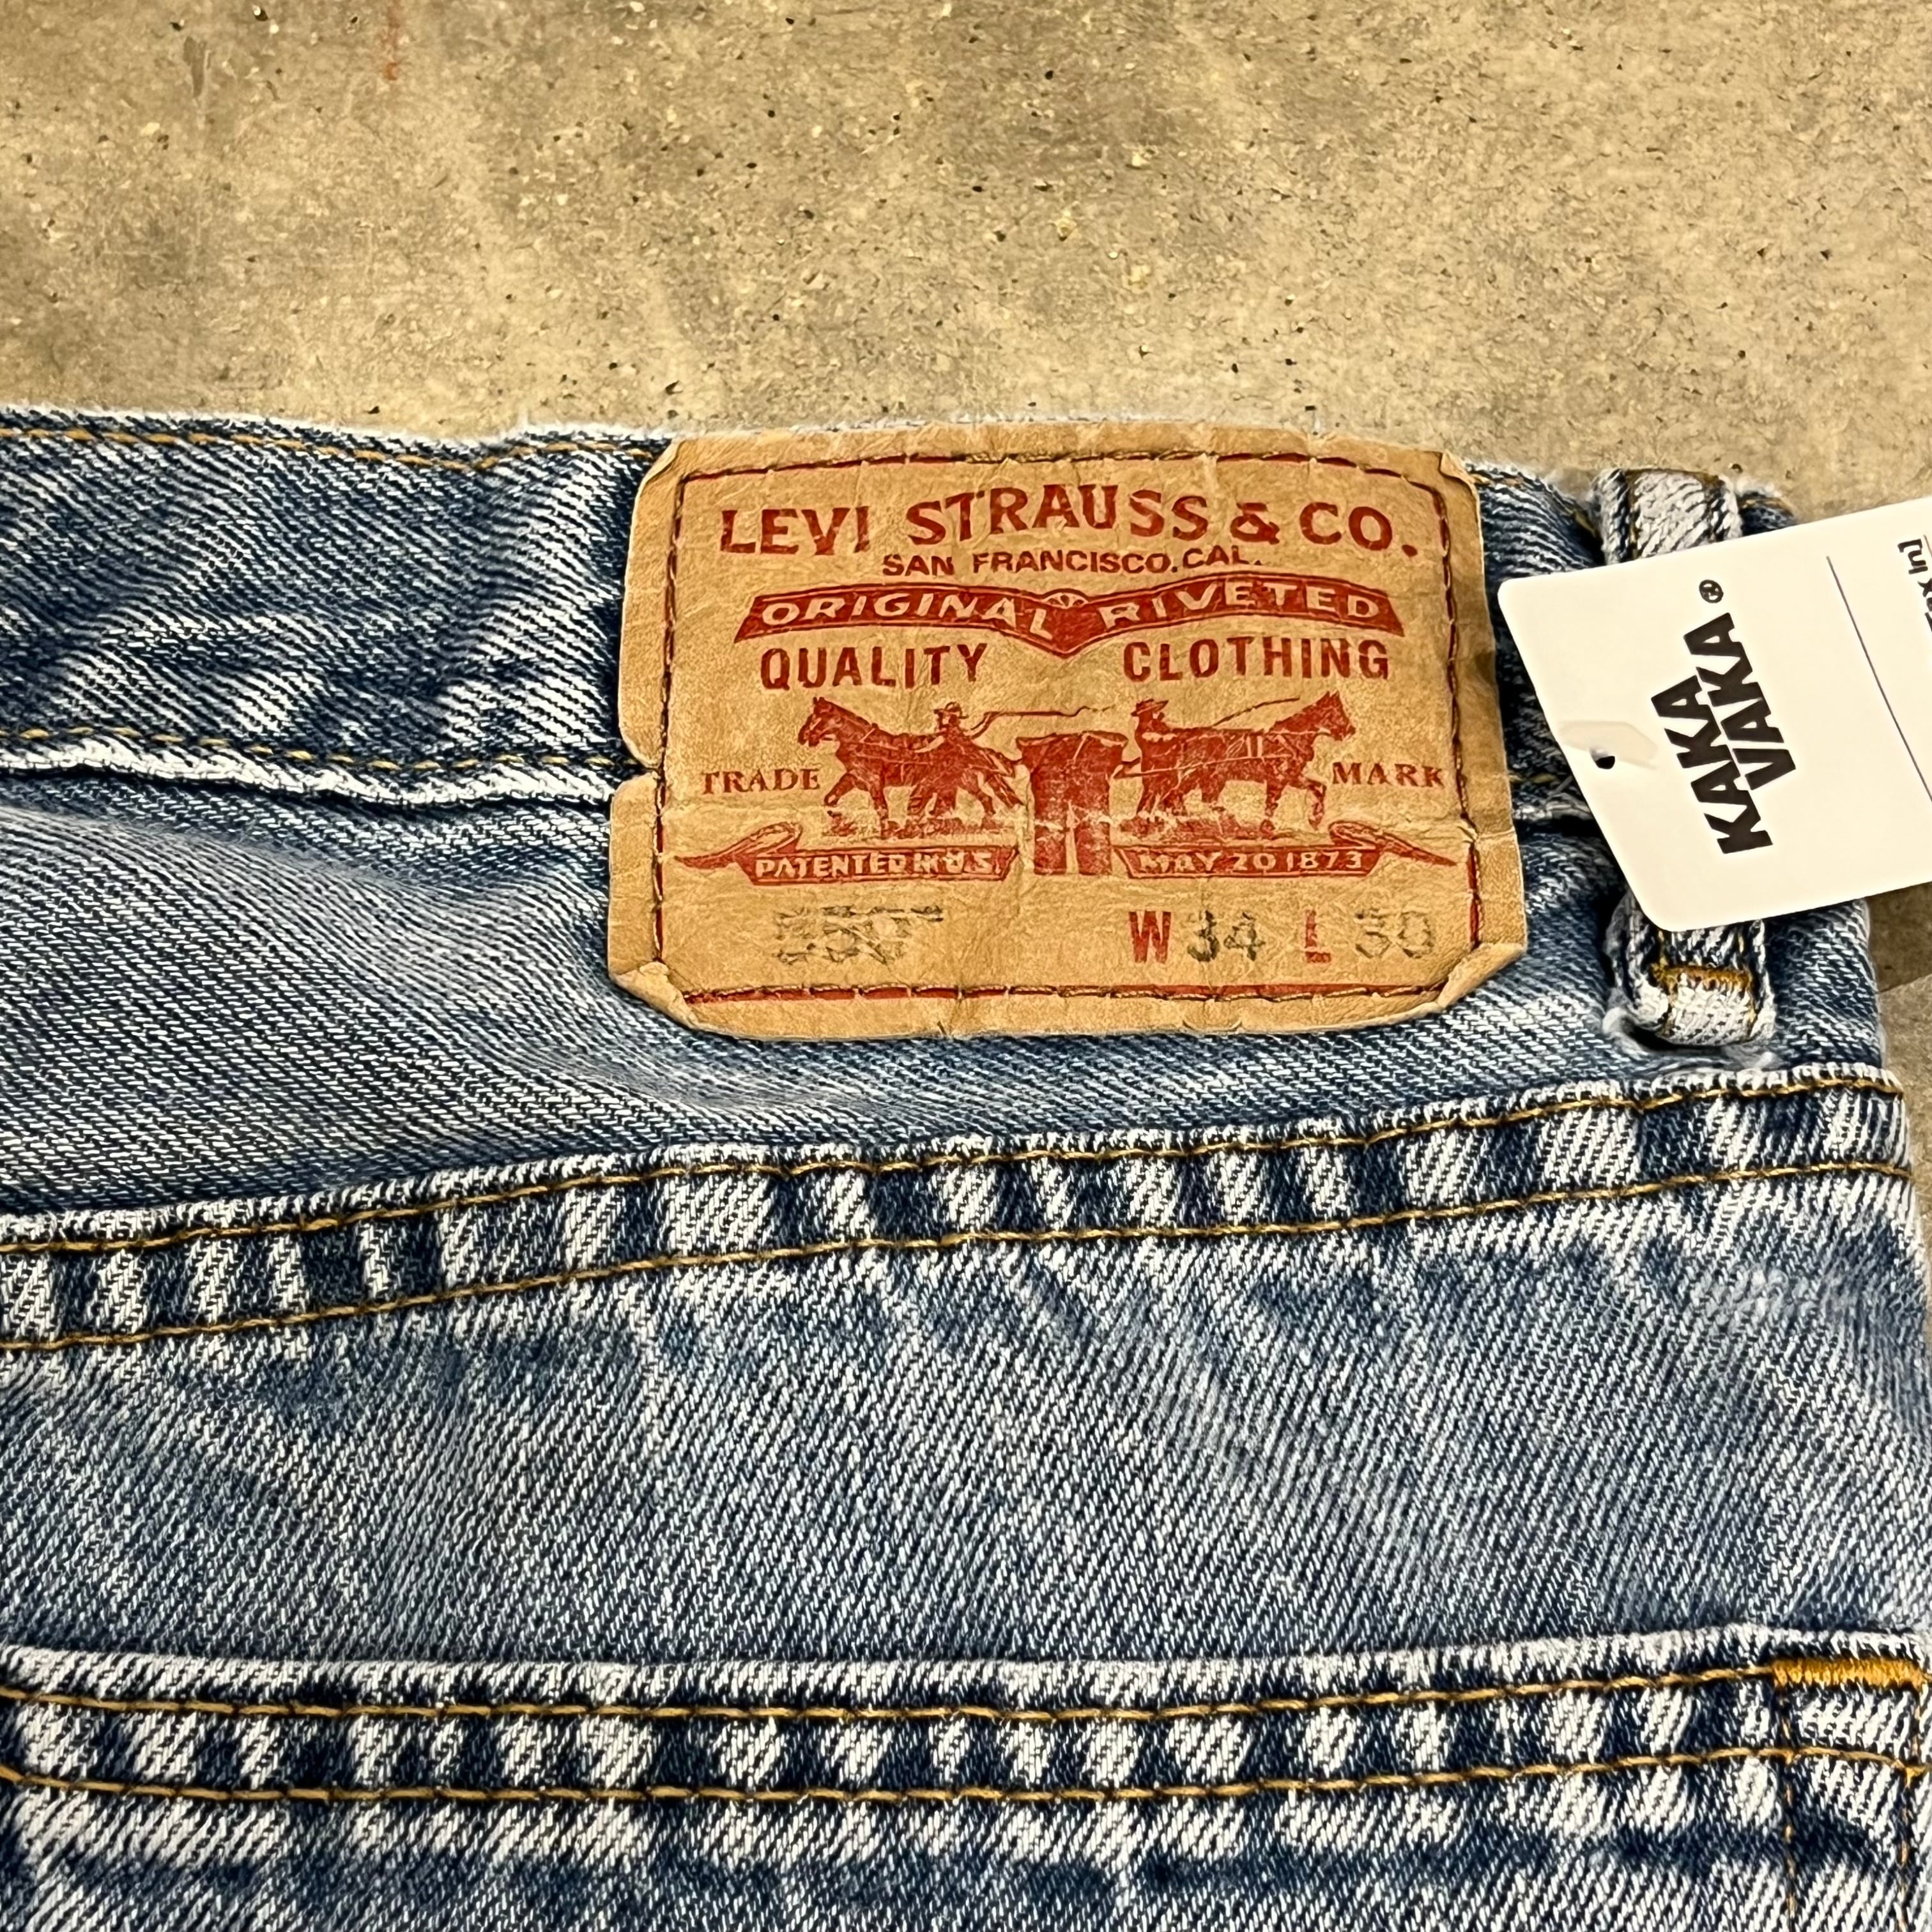 LEVI STRAUSS & CO.
SAN FRANCISCO, CAL.
ORIGINAL RIVETED
QUALITY CLOTHING
TRADE MARK
PATENTED IN U.S. MAY 20 1873
W 34 L 30
KAKA
VAKA®